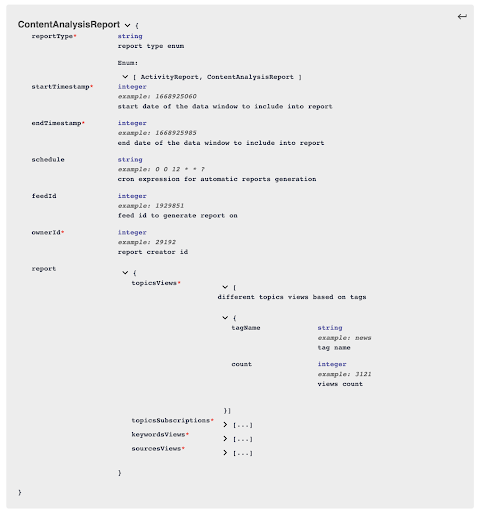 ContentAnalysisReport {
reportType* string
report type enum
Enum:
[ ActivityReport, ContentAnalysisReport ]
startTimestamp* integer
example: 1668925060
start date of the data window to include into report
endTimestamp* integer
example: 1668925985
end date of the data window to include into report
schedule string
example: 0 0 12 * * ?
cron expression for automatic reports generation
feedId integer
example: 1929851
feed id to generate report on
ownerId* integer
example: 29192
report creator id
report {
topicsViews* [
different topics views based on tags
{
tagName string
example: news
tag name
count integer
example: 3121
views count
}]
topicsSubscriptions* [...]
keywordsViews* [...]
sourcesViews* [...]
}
}